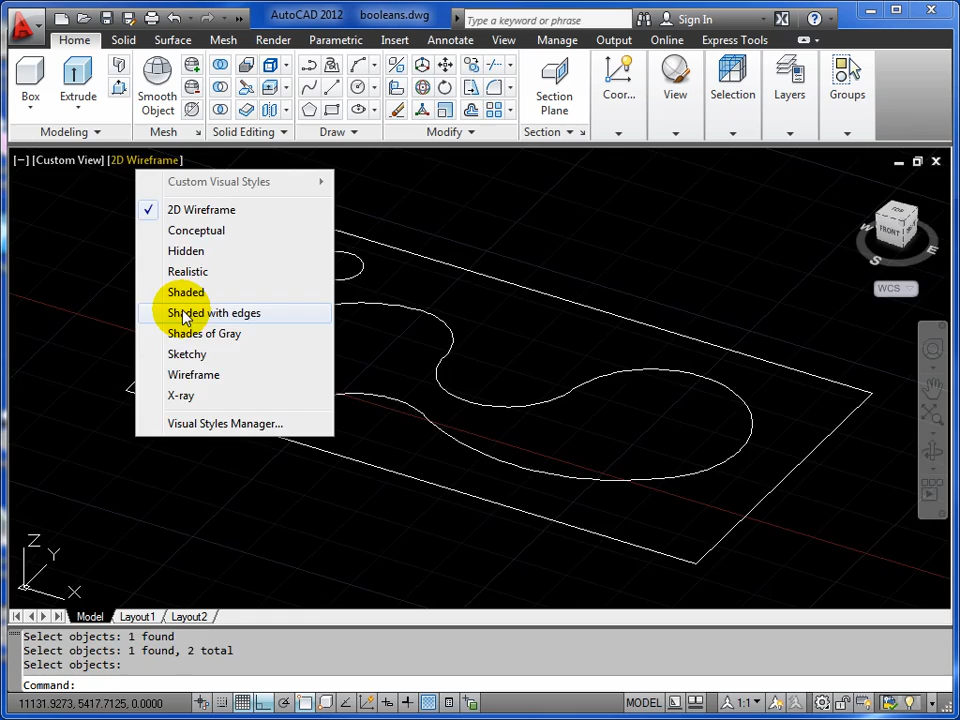 AutoCAD 2012 booleans.dwg
Type a keyword or phrase
Sign In
Home Solid Surface Mesh Render Parametric Insert Annotate View Manage Output Online Express Tools
Box
Extrude
Smooth
Object
Section
Plane
Coor...
View
Selection
Layers
Groups
Modeling
Mesh
Solid Editing
Draw
Modify
Section
[−] [Custom View] [2D Wireframe]
Custom Visual Styles
2D Wireframe
Conceptual
Hidden
Realistic
Shaded
Shaded with edges
Shades of Gray
Sketchy
Wireframe
X-ray
Visual Styles Manager...
TOP
FRONT
W
S
E
WCS
Z
Y
X
Model Layout1 Layout2
Select objects: 1 found
Select objects: 1 found, 2 total
Select objects:
Command:
11131.9273, 5417.7125, 0.0000
MODEL
1:1